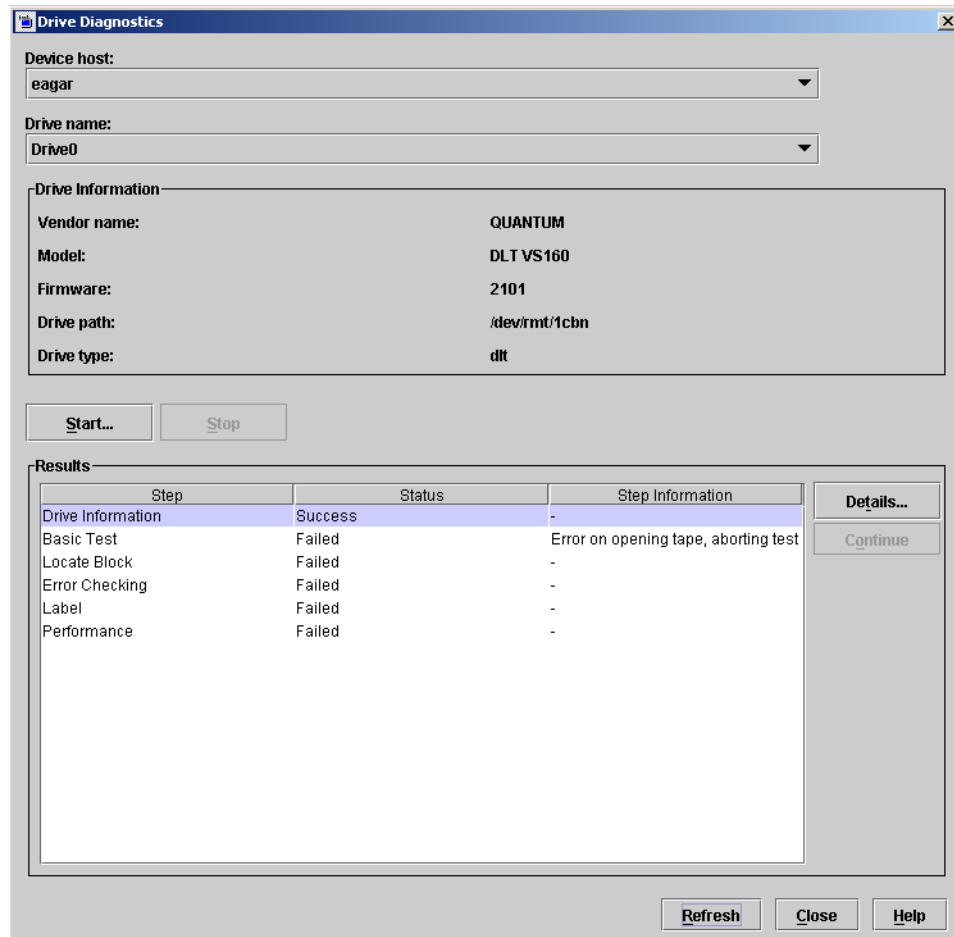 Drive Diagnostics
Device host:
eagar
Drive name:
Drive0
Drive Information
Vendor name: QUANTUM
Model: DLT VS160
Firmware: 2101
Drive path: /dev/rmt/1cbn
Drive type: dlt
Start... Stop
Results
Step Status Step Information
Drive Information Success -
Basic Test Failed Error on opening tape, aborting test
Locate Block Failed -
Error Checking Failed -
Label Failed -
Performance Failed -
Details...
Continue
Refresh Close Help